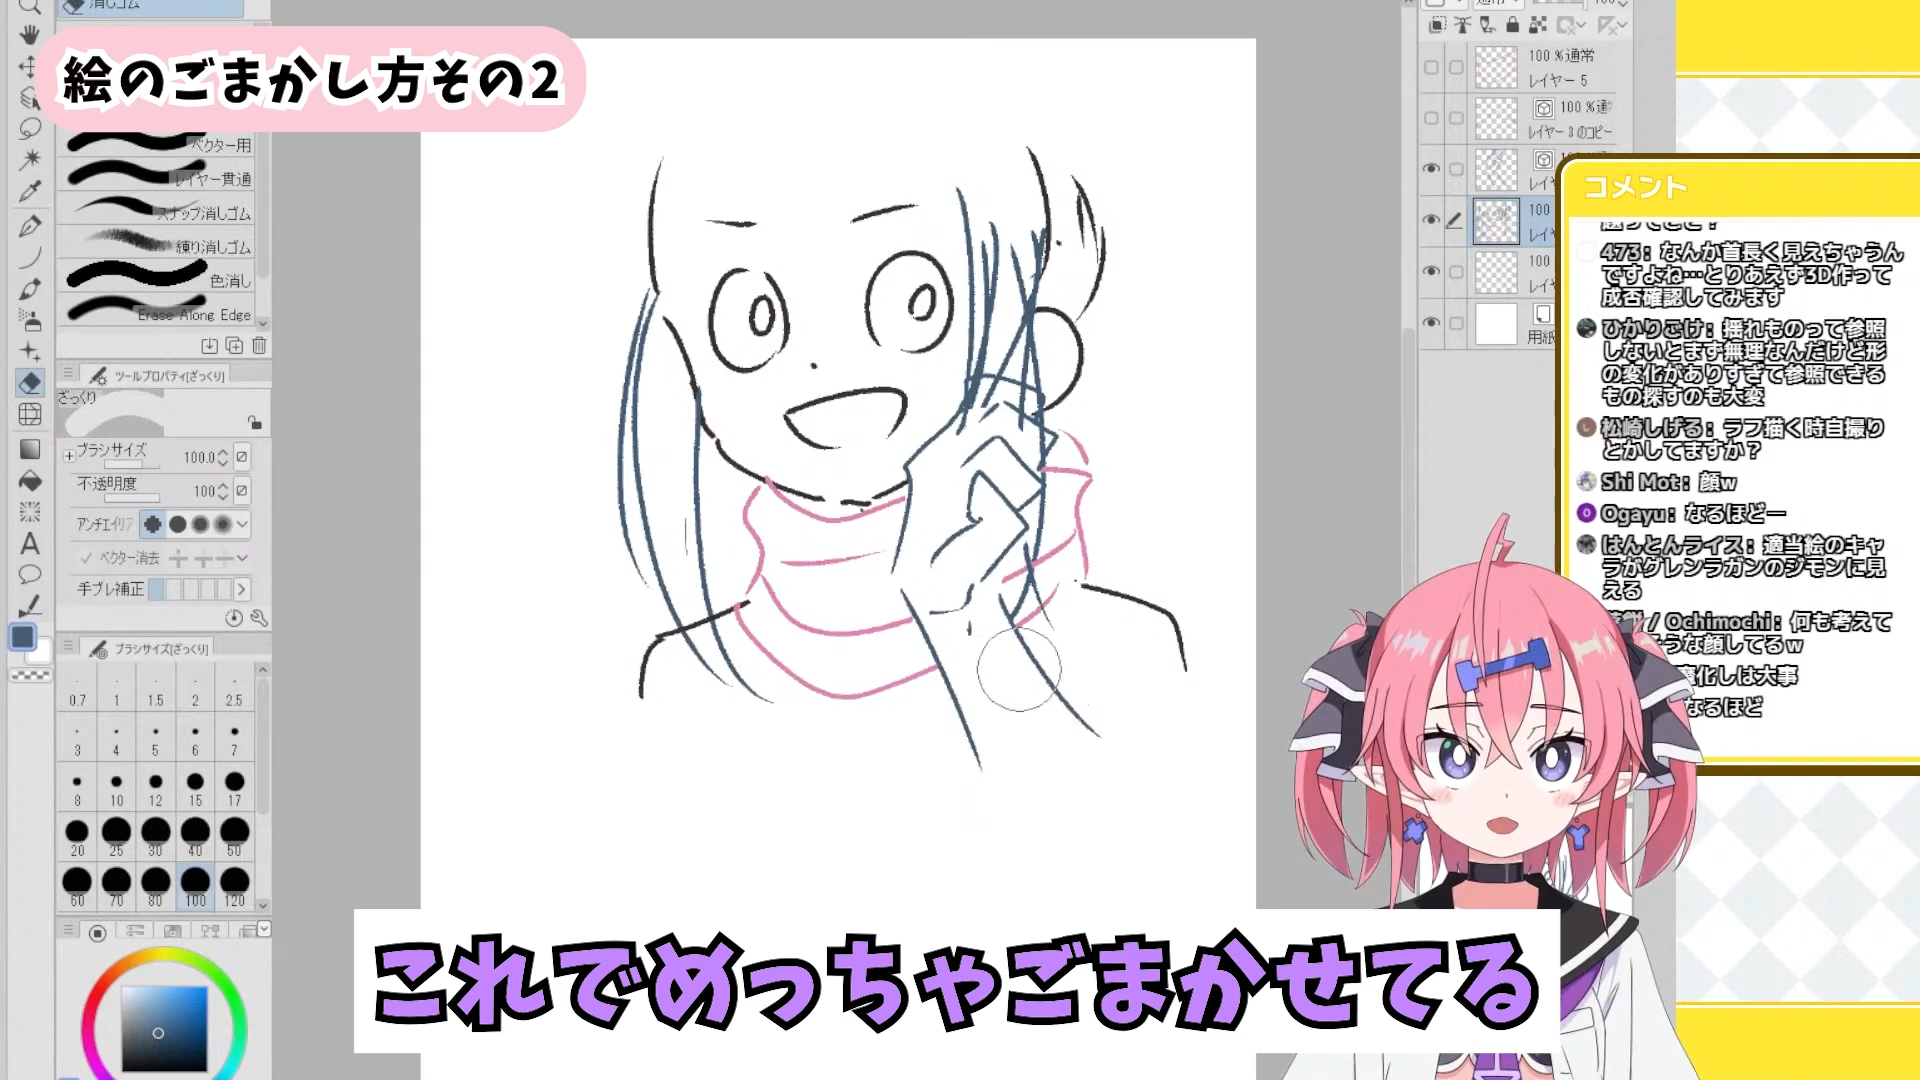 消しゴム
絵のごまかし方その2
ベクター用
レイヤー貫通
スナップ消しゴム
練り消しゴム
色消し
Erase Along Edge
ツールプロパティ[ざっくり]
ざっくり
ブラシサイズ 100.0
不透明度 100
アンチエイリア
ベクター消去
手ブレ補正
ブラシサイズ[ざっくり]
0.7 1 1.5 2 2.5
3 4 5 6 7
8 10 12 15 17
20 25 30 40 50
60 70 80 100 120
100 %通常
レイヤー 5
100 %通
レイヤー 3 のコピー
レイ
100
レイ
100
レイ
用紙
コメント
473: なんか首長く見えちゃうん
ですよね…とりあえず3D作って
成否確認してみます
ひかりごけ: 揺れものって参照
しないとまず無理なんだけど形
の変化がありすぎて参照できる
もの探すのも大変
松崎しげる: ラフ描く時自撮り
とかしてますか?
Shi Mot: 顔w
Ogayu: なるほどー
はんとんライス: 適当絵のキャ
ラがグレンラガンのジモンに見
える
/ Ochimochi: 何も考えて
そうな顔してるw
化しは大事
なるほど
これでめっちゃごまかせてる